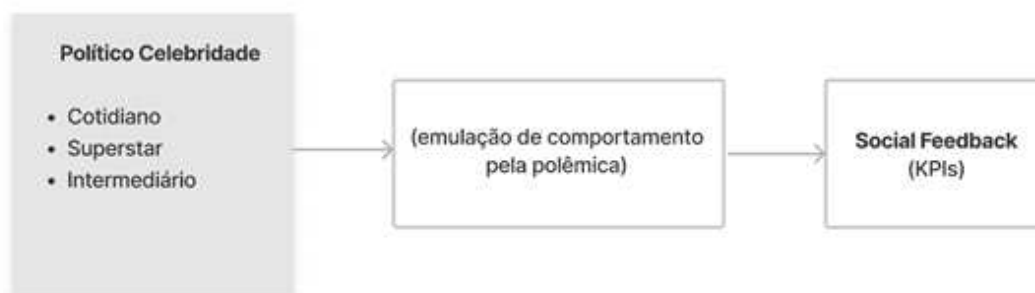 Político Celebridade
• Cotidiano
• Superstar
• Intermediário
(emulação de comportamento
pela polêmica)
Social Feedback
(KPIs)